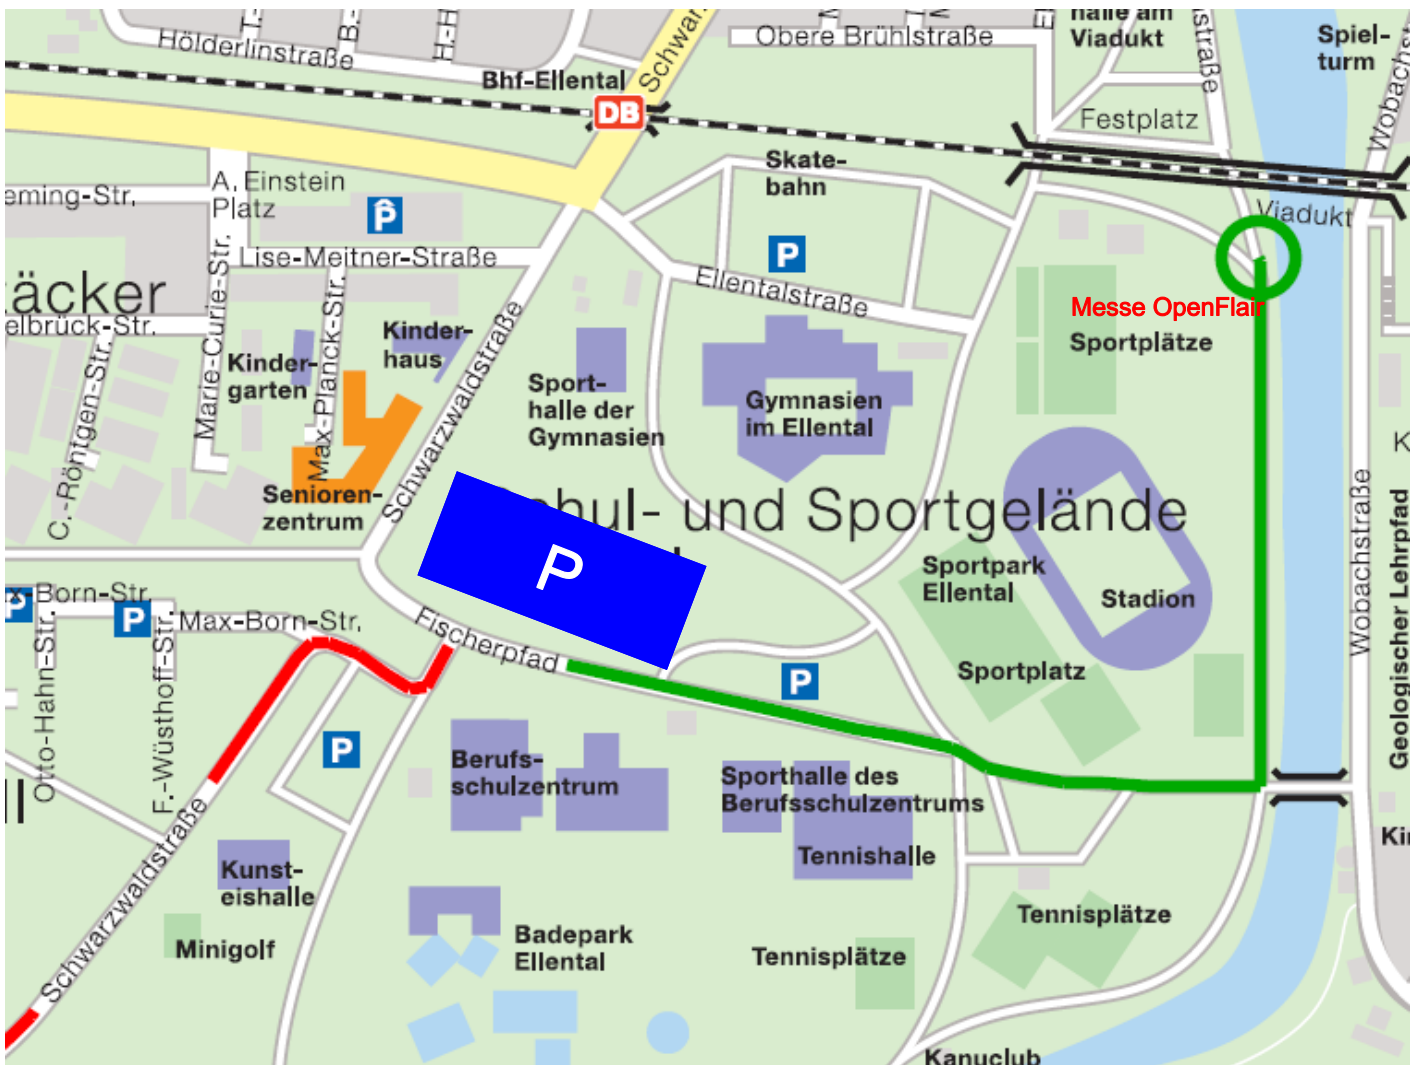 Hölderlinstraße
H.-H
Schwar
Bhf-Ellental
DB
Obere Brühlstraße
halle am
Viadukt
straße
Spiel-
turm
Wobachst
Festplatz
Viadukt
Skate-
bahn
P
A. Einstein
Platz
eming-Str.
P
Lise-Meitner-Straße
Marie-Curie-Str.
Max-Planck-Str.
äcker
elbrück-Str.
C.-Röntgen-Str.
Kinder-
haus
Kinder-
garten
Senioren-
zentrum
Schwarzwaldstraße
Ellentalstraße
Messe OpenFlair
Sportplätze
Sport-
halle der
Gymnasien
Gymnasien
im Ellental
hul- und Sportgelände
P
Sportpark
Ellental
Stadion
Sportplatz
Wobachstraße
Geologischer Lehrpfad
K
x-Born-Str.
P
P
Max-Born-Str.
Otto-Hahn-Str.
F.-Wüsthoff-Str.
Fischerpfad
P
P
Berufs-
schulzentrum
Sporthalle des
Berufsschulzentrums
Tennishalle
ll
Schwarzwaldstraße
Kunst-
eishalle
Minigolf
Badepark
Ellental
Tennisplätze
Tennisplätze
Kin
Kanuclub